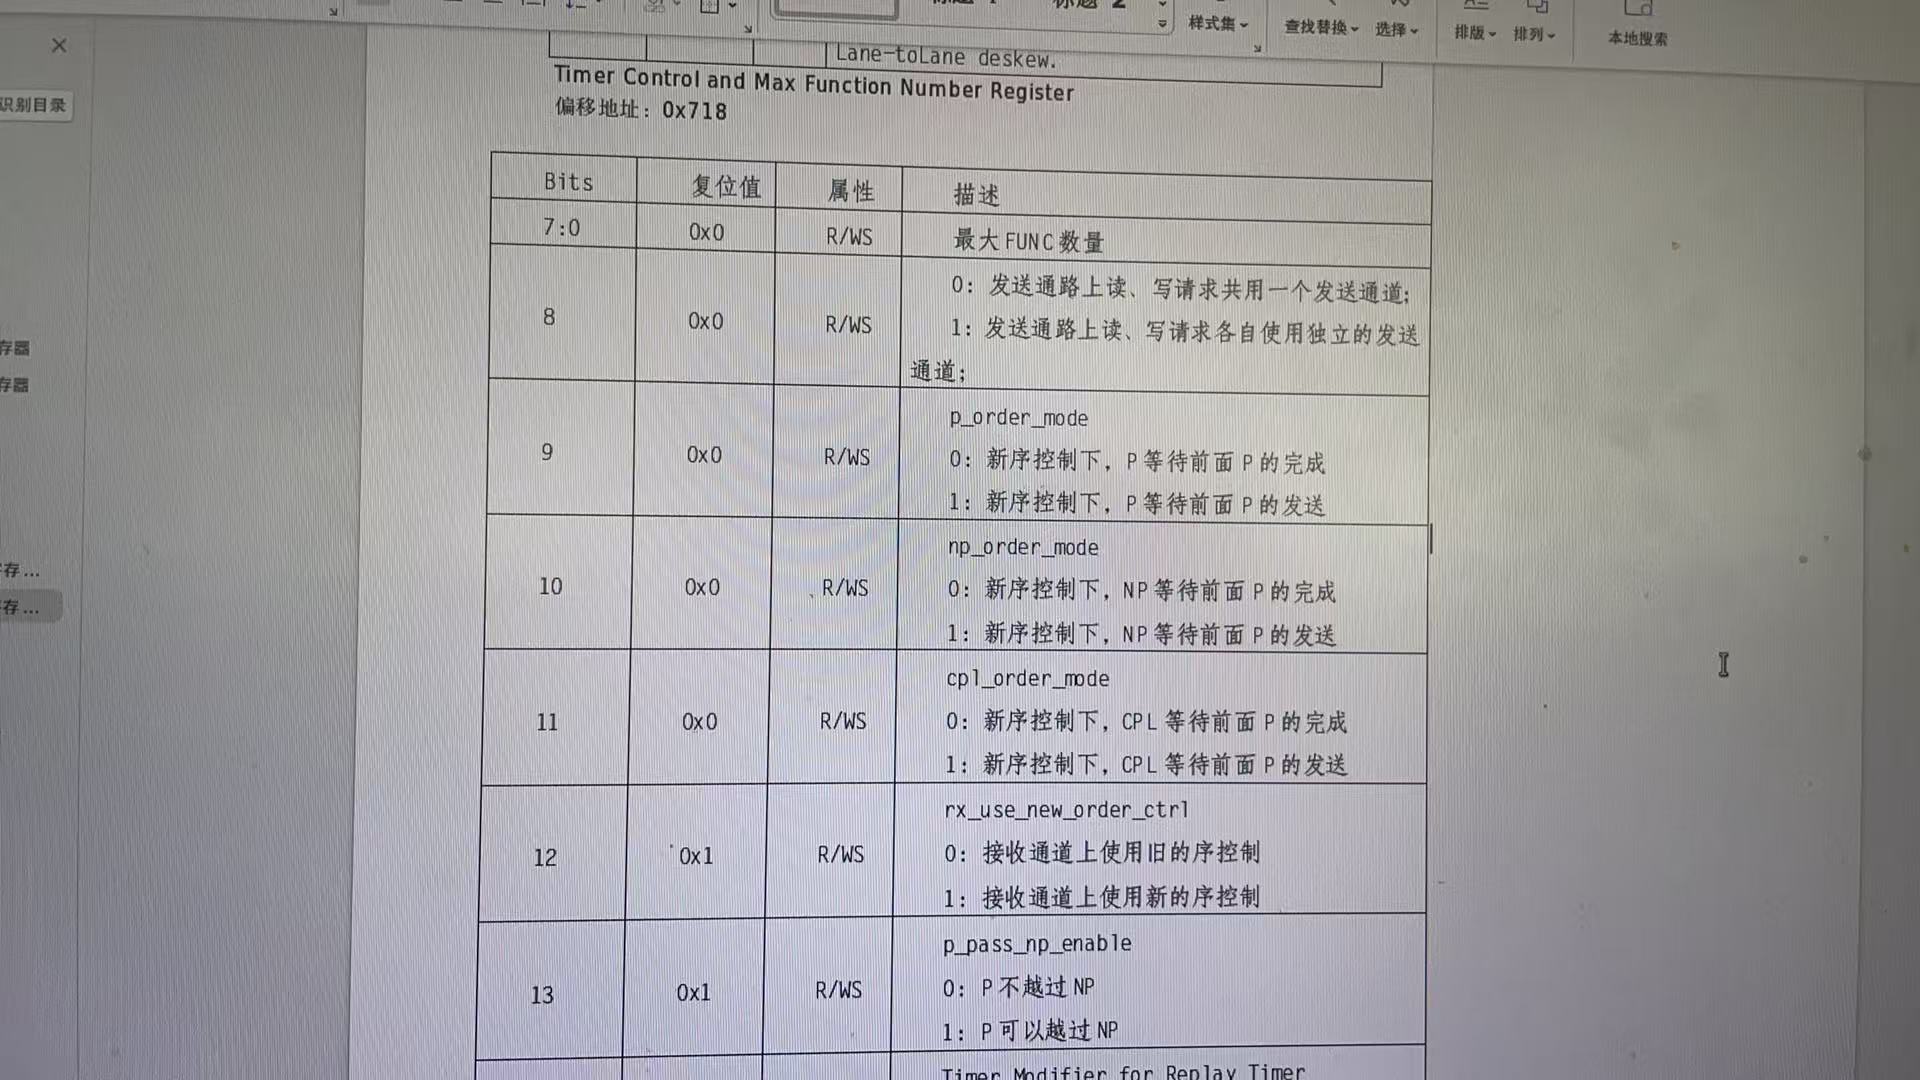 样式集
查找替换
选择
排版
排列
本地搜索
识别目录
存器
存器
存...
存...
Lane-toLane deskew.
Timer Control and Max Function Number Register
偏移地址：0x718
Bits 复位值 属性 描述
7:0 0x0 R/WS 最大FUNC数量
8 0x0 R/WS
0：发送通路上读、写请求共用一个发送通道；
1：发送通路上读、写请求各自使用独立的发送
通道；
9 0x0 R/WS
p_order_mode
0：新序控制下，P等待前面P的完成
1：新序控制下，P等待前面P的发送
10 0x0 R/WS
np_order_mode
0：新序控制下，NP等待前面P的完成
1：新序控制下，NP等待前面P的发送
11 0x0 R/WS
cpl_order_mode
0：新序控制下，CPL等待前面P的完成
1：新序控制下，CPL等待前面P的发送
12 0x1 R/WS
rx_use_new_order_ctrl
0：接收通道上使用旧的序控制
1：接收通道上使用新的序控制
13 0x1 R/WS
p_pass_np_enable
0：P不越过NP
1：P可以越过NP
Timer Modifier for Replay Timer